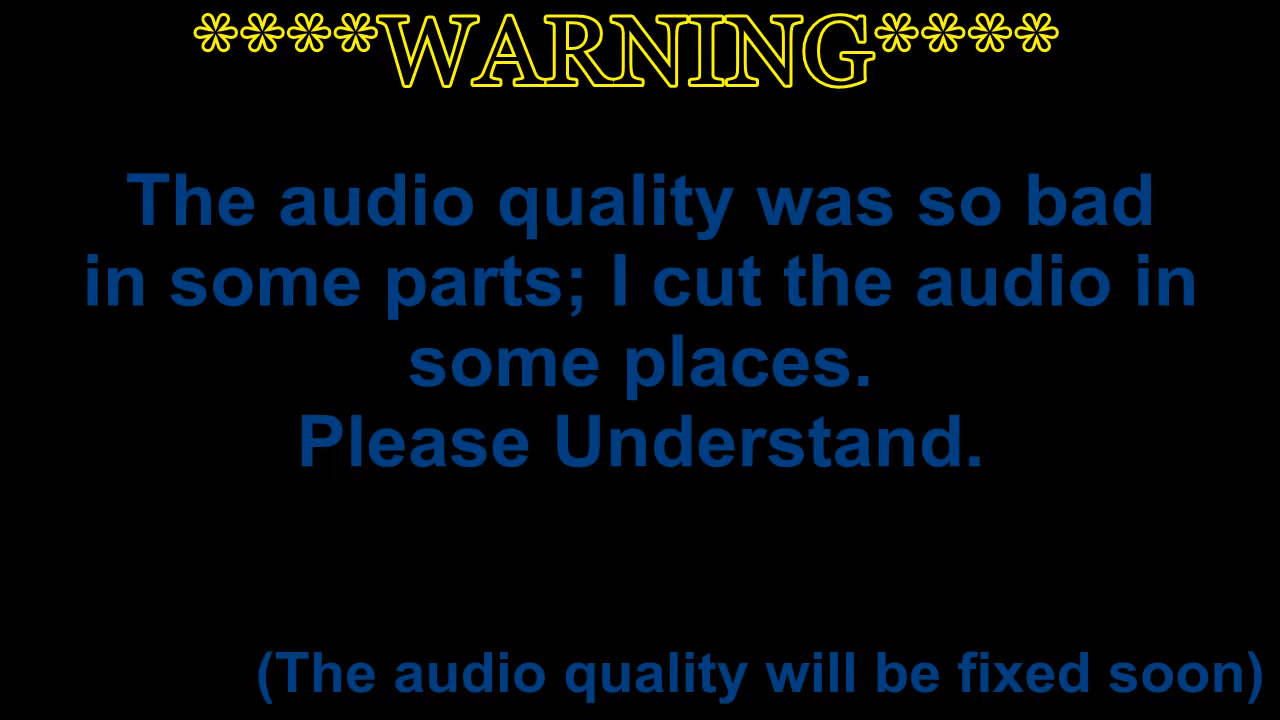 ****WARNING****
The audio quality was so bad
in some parts; I cut the audio in
some places.
Please Understand.
(The audio quality will be fixed soon)